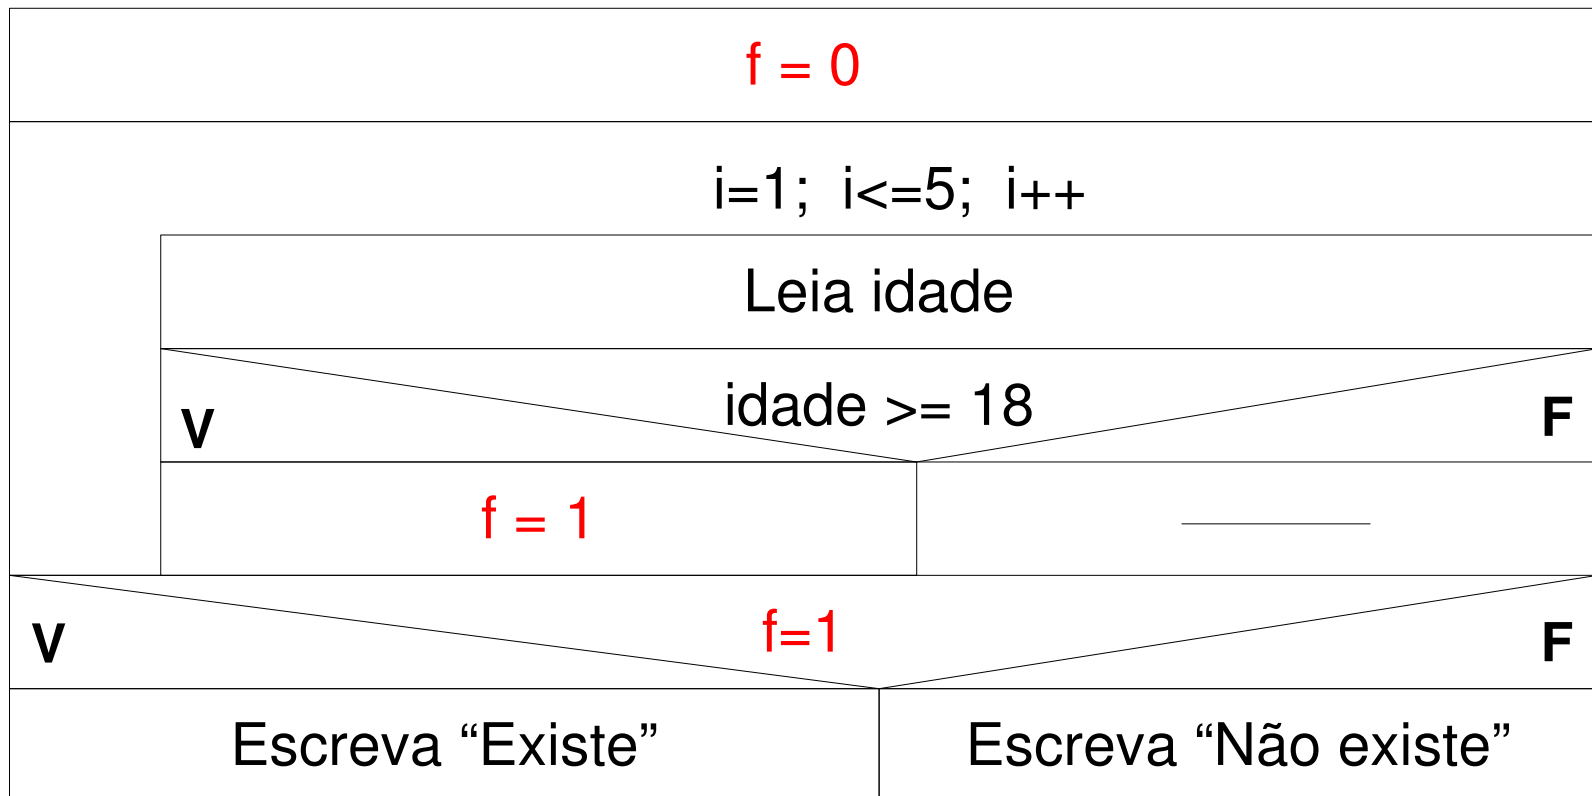 f = 0
i=1; i<=5; i++
Leia idade
idade >= 18
V
F
f = 1
f=1
V
F
Escreva “Existe”
Escreva “Não existe”